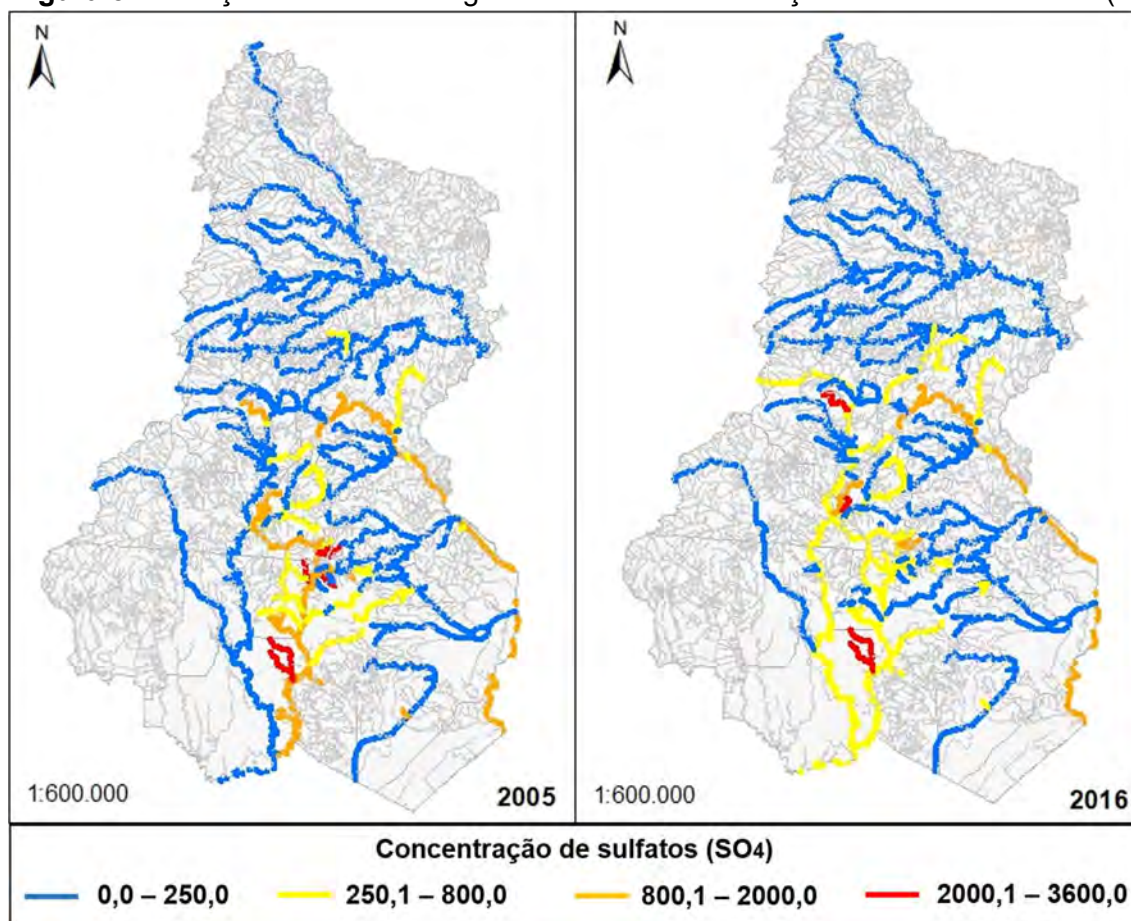 N N
1:600.000 2005 1:600.000 2016
Concentração de sulfatos (SO4)
0,0 – 250,0 250,1 – 800,0 800,1 – 2000,0 2000,1 – 3600,0